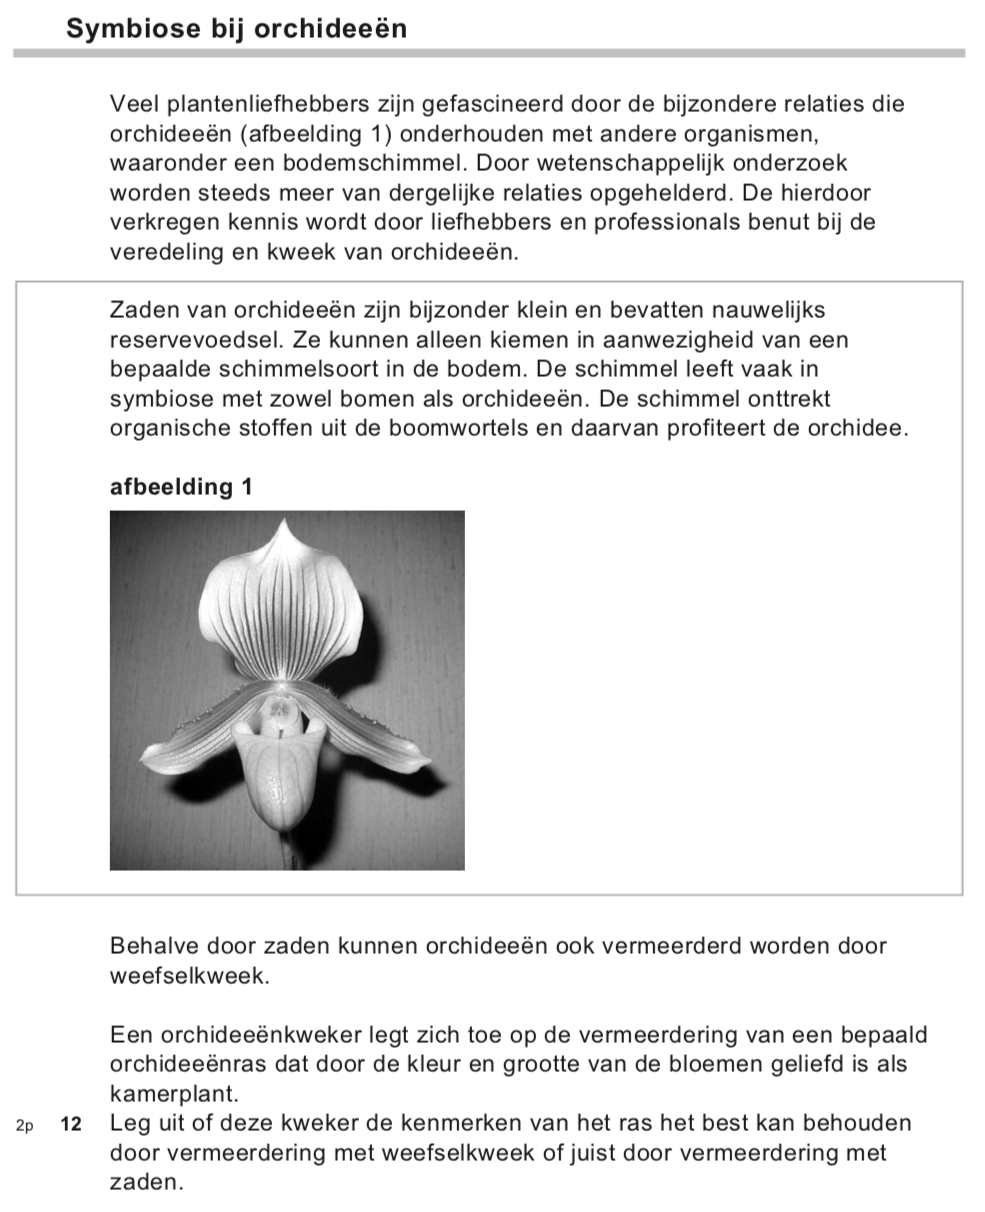 Symbiose bij orchideeën
Veel plantenliefhebbers zijn gefascineerd door de bijzondere relaties die
orchideeën (afbeelding 1) onderhouden met andere organismen,
waaronder een bodemschimmel. Door wetenschappelijk onderzoek
worden steeds meer van dergelijke relaties opgehelderd. De hierdoor
verkregen kennis wordt door liefhebbers en professionals benut bij de
veredeling en kweek van orchideeën.
Zaden van orchideeën zijn bijzonder klein en bevatten nauwelijks
reservevoedsel. Ze kunnen alleen kiemen in aanwezigheid van een
bepaalde schimmelsoort in de bodem. De schimmel leeft vaak in
symbiose met zowel bomen als orchideeën. De schimmel onttrekt
organische stoffen uit de boomwortels en daarvan profiteert de orchidee.
afbeelding 1
Behalve door zaden kunnen orchideeën ook vermeerderd worden door
weefselkweek.
Een orchideeënkweker legt zich toe op de vermeerdering van een bepaald
orchideeënras dat door de kleur en grootte van de bloemen geliefd is als
kamerplant.
2p 12 Leg uit of deze kweker de kenmerken van het ras het best kan behouden
door vermeerdering met weefselkweek of juist door vermeerdering met
zaden.